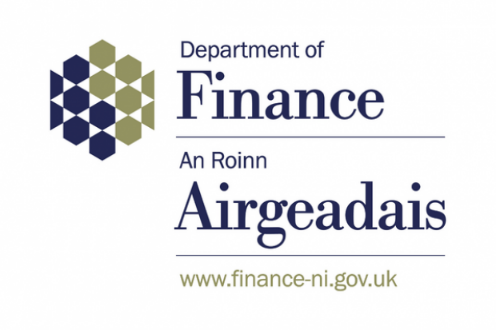 Department of
Finance
An Roinn
Airgeadais
www.finance-ni.gov.uk